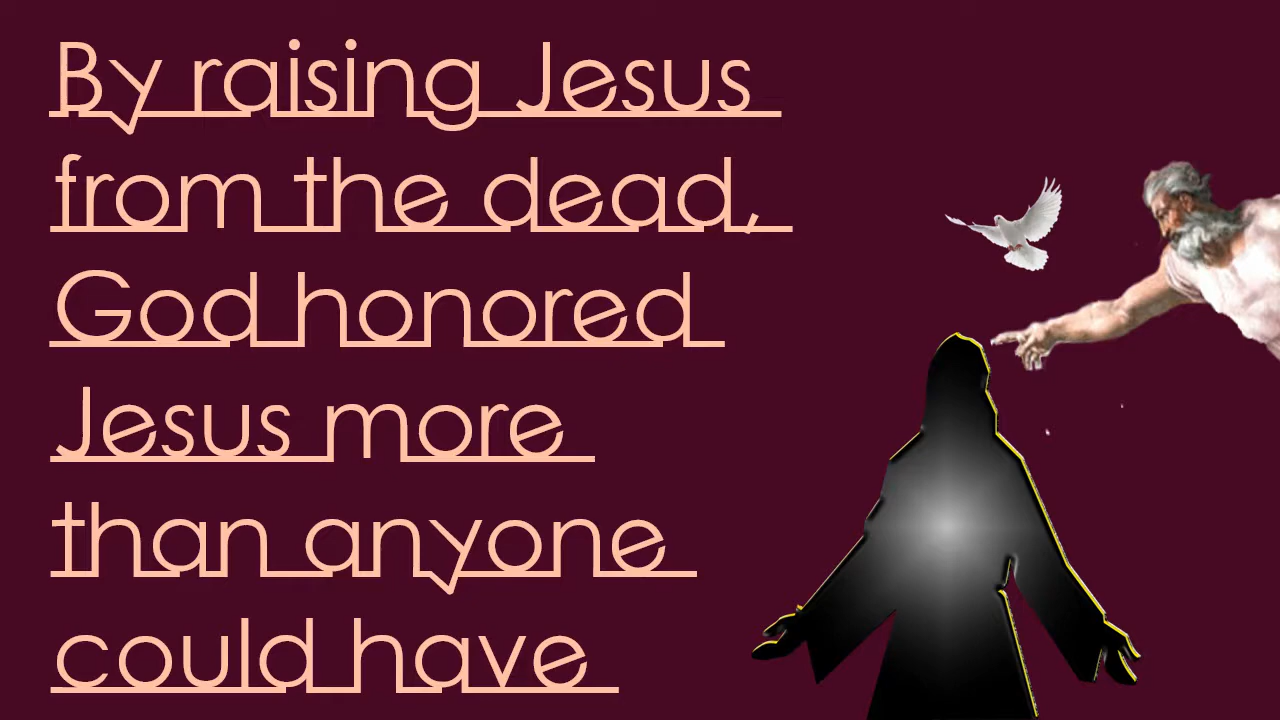 By raising Jesus
from the dead,
God honored
Jesus more
than anyone
could have